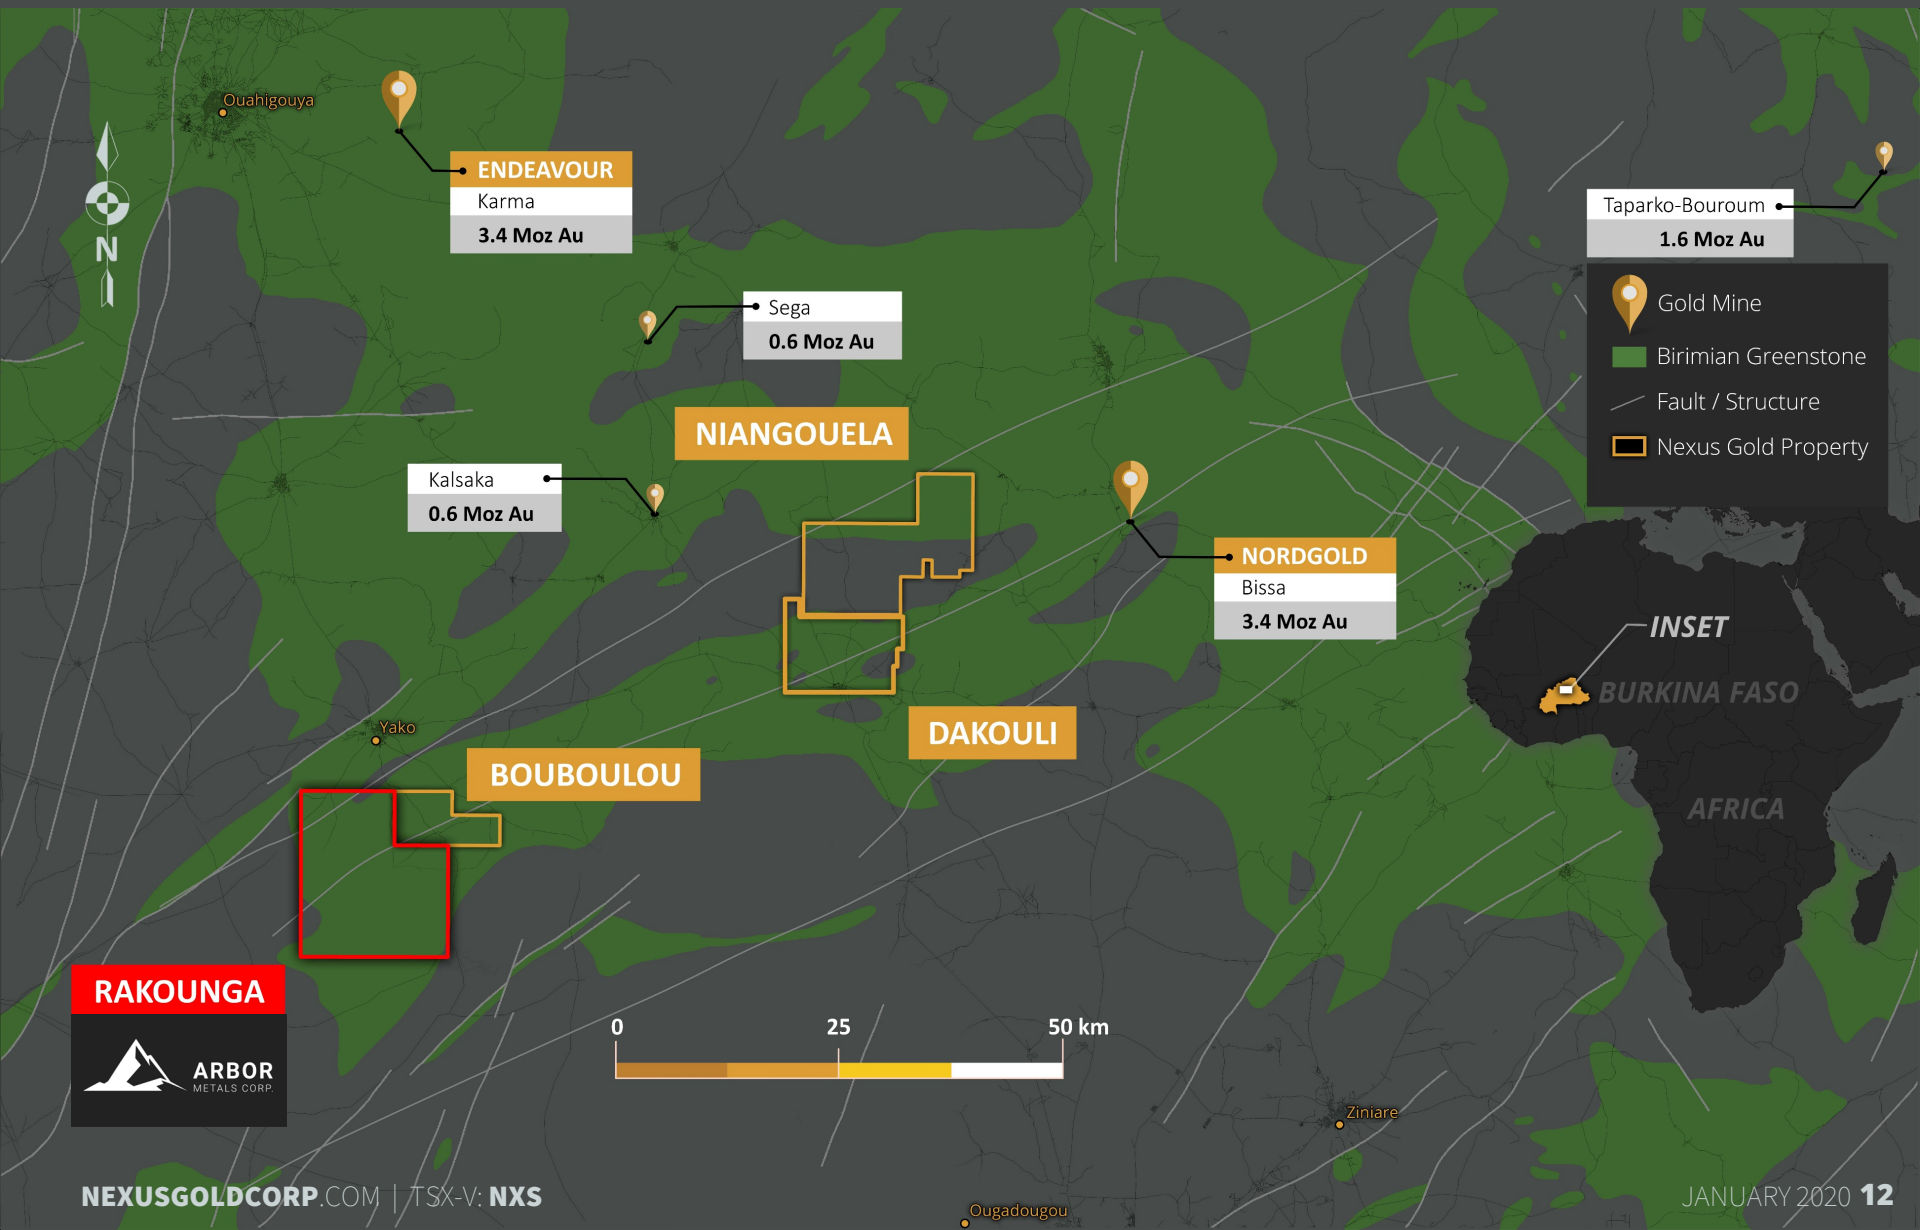 Ouahigouya
ENDEAVOUR
Karma
3.4 Moz Au
Taparko-Bouroum
1.6 Moz Au
N
Sega
0.6 Moz Au
Gold Mine
Birimian Greenstone
Fault / Structure
Nexus Gold Property
NIANGOUELA
Kalsaka
0.6 Moz Au
NORDGOLD
Bissa
3.4 Moz Au
INSET
BURKINA FASO
AFRICA
DAKOULI
Yako
BOUBOULOU
RAKOUNGA
ARBOR
METALS CORP.
0 25 50 km
Ziniare
Ougadougou
NEXUSGOLDCORP.COM | TSX-V: NXS
JANUARY 2020 12